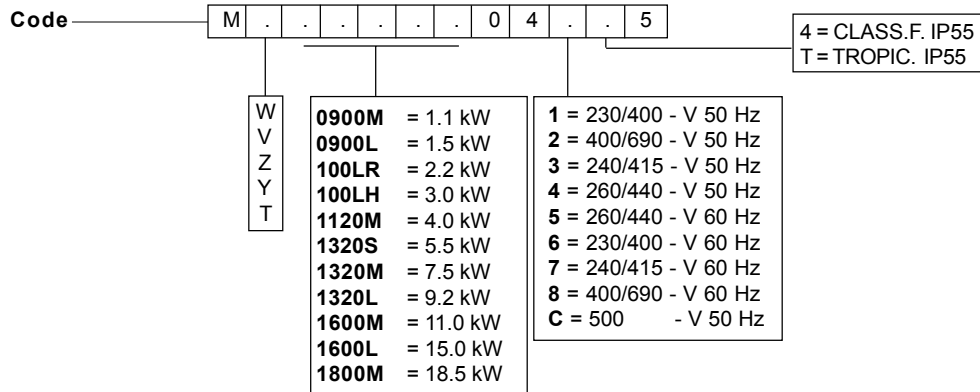 Code M . . . . . . 0 4 . . 5
4 = CLASS.F. IP55
T = TROPIC. IP55
W
V
Z
Y
T
0900M = 1.1 kW
0900L = 1.5 kW
100LR = 2.2 kW
100LH = 3.0 kW
1120M = 4.0 kW
1320S = 5.5 kW
1320M = 7.5 kW
1320L = 9.2 kW
1600M = 11.0 kW
1600L = 15.0 kW
1800M = 18.5 kW
1 = 230/400 - V 50 Hz
2 = 400/690 - V 50 Hz
3 = 240/415 - V 50 Hz
4 = 260/440 - V 50 Hz
5 = 260/440 - V 60 Hz
6 = 230/400 - V 60 Hz
7 = 240/415 - V 60 Hz
8 = 400/690 - V 60 Hz
C = 500 - V 50 Hz